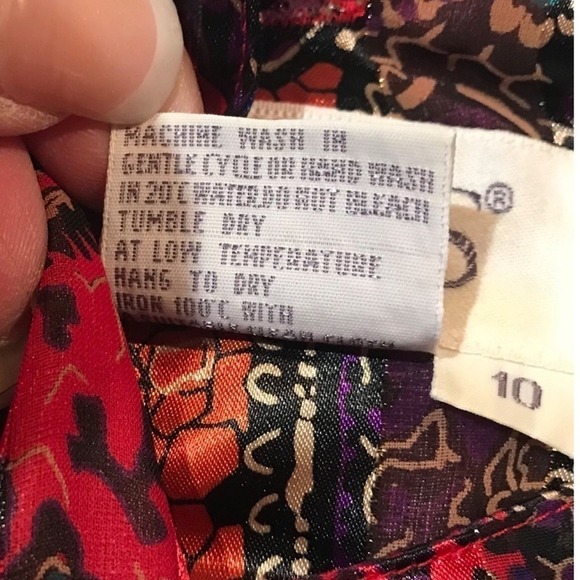 MACHINE WASH IN
GENTLE CYCLE OR HAND WASH
IN 20'C WATER.DO NOT BLEACH
TUMBLE DRY
AT LOW TEMPERATURE
HANG TO DRY
IRON 100'C WITH
CLOTH
®
10